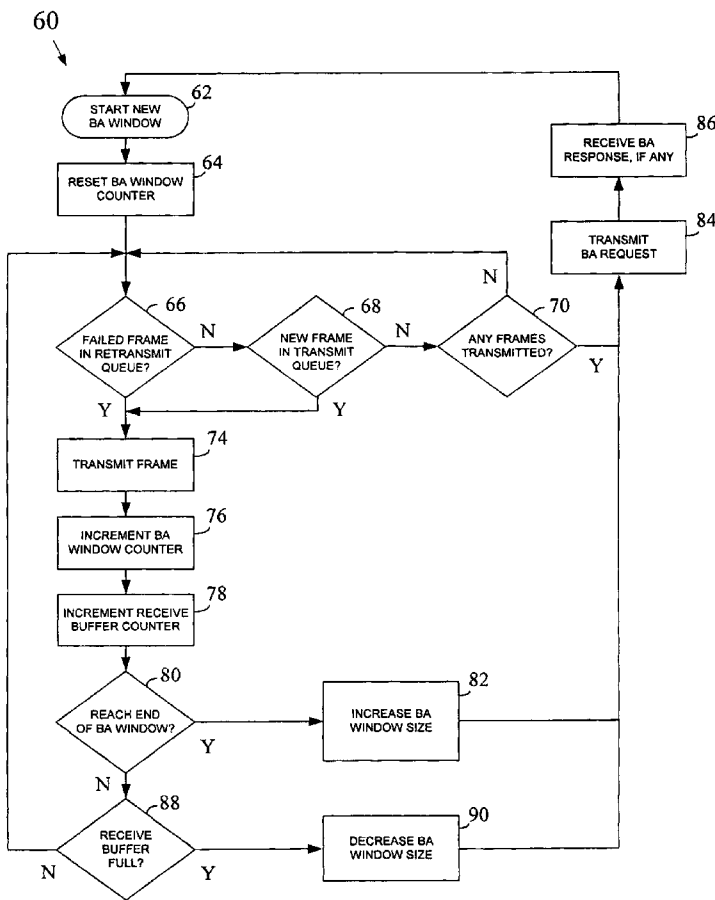 60
62
START NEW
BA WINDOW
64
RESET BA WINDOW
COUNTER
86
RECEIVE BA
RESPONSE, IF ANY
84
TRANSMIT
BA REQUEST
66
FAILED FRAME
IN RETRANSMIT
QUEUE?
N
Y
68
NEW FRAME
IN TRANSMIT
QUEUE?
N
Y
N
70
ANY FRAMES
TRANSMITTED?
Y
74
TRANSMIT FRAME
76
INCREMENT BA
WINDOW COUNTER
78
INCREMENT RECEIVE
BUFFER COUNTER
80
REACH END
OF BA WINDOW?
Y
N
82
INCREASE BA
WINDOW SIZE
88
RECEIVE
BUFFER
FULL?
N
Y
90
DECREASE BA
WINDOW SIZE